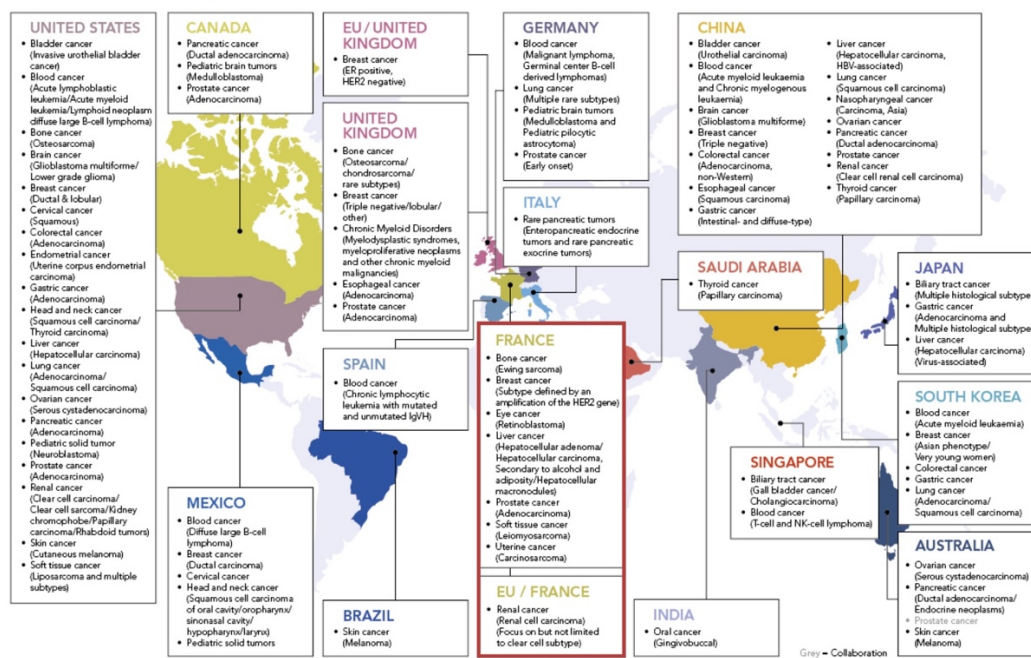 UNITED STATES
• Bladder cancer
(Invasive urothelial bladder
cancer)
• Blood cancer
(Acute lymphoblastic
leukemia/Acute myeloid
leukemia/Lymphoid neoplasm
diffuse large B-cell lymphoma)
• Bone cancer
(Osteosarcoma)
• Brain cancer
(Glioblastoma multiforme/
Lower grade glioma)
• Breast cancer
(Ductal & lobular)
• Cervical cancer
(Squamous)
• Colorectal cancer
(Adenocarcinoma)
• Endometrial cancer
(Uterine corpus endometrial
carcinoma)
• Gastric cancer
(Adenocarcinoma)
• Head and neck cancer
(Squamous cell carcinoma/
Thyroid carcinoma)
• Liver cancer
(Hepatocellular carcinoma)
• Lung cancer
(Adenocarcinoma/
Squamous cell carcinoma)
• Ovarian cancer
(Serous cystadenocarcinoma)
• Pancreatic cancer
(Adenocarcinoma)
• Pediatric solid tumor
(Neuroblastoma)
• Prostate cancer
(Adenocarcinoma)
• Renal cancer
(Clear cell carcinoma/
Clear cell sarcoma/Kidney
chromophobe/Papillary
carcinoma/Rhabdoid tumors)
• Skin cancer
(Cutaneous melanoma)
• Soft tissue cancer
(Liposarcoma and multiple
subtypes)
CANADA
• Pancreatic cancer
(Ductal adenocarcinoma)
• Pediatric brain tumors
(Medulloblastoma)
• Prostate cancer
(Adenocarcinoma)
EU / UNITED
KINGDOM
• Breast cancer
(ER positive,
HER2 negative)
UNITED
KINGDOM
• Bone cancer
(Osteosarcoma/
chondrosarcoma/
rare subtypes)
• Breast cancer
(Triple negative/lobular/
other)
• Chronic Myeloid Disorders
(Myelodysplastic syndromes,
myeloproliferative neoplasms
and other chronic myeloid
malignancies)
• Esophageal cancer
(Adenocarcinoma)
• Prostate cancer
(Adenocarcinoma)
GERMANY
• Blood cancer
(Malignant lymphoma,
Germinal center B-cell
derived lymphomas)
• Lung cancer
(Multiple rare subtypes)
• Pediatric brain tumors
(Medulloblastoma and
Pediatric pilocytic
astrocytoma)
• Prostate cancer
(Early onset)
ITALY
• Rare pancreatic tumors
(Enteropancreatic endocrine
tumors and rare pancreatic
exocrine tumors)
CHINA
• Bladder cancer
(Urothelial carcinoma)
• Blood cancer
(Acute myeloid leukaemia
and Chronic myelogenous
leukaemia)
• Brain cancer
(Glioblastoma multiforme)
• Breast cancer
(Triple negative)
• Colorectal cancer
(Adenocarcinoma,
non-Western)
• Esophageal cancer
(Squamous carcinoma)
• Gastric cancer
(Intestinal- and diffuse-type)
• Liver cancer
(Hepatocellular carcinoma,
HBV-associated)
• Lung cancer
(Squamous cell carcinoma)
• Nasopharyngeal cancer
(Carcinoma, Asia)
• Ovarian cancer
• Pancreatic cancer
(Ductal adenocarcinoma)
• Prostate cancer
• Renal cancer
(Clear cell renal cell carcinoma)
• Thyroid cancer
(Papillary carcinoma)
SAUDI ARABIA
• Thyroid cancer
(Papillary carcinoma)
JAPAN
• Biliary tract cancer
(Multiple histological subtype
• Gastric cancer
(Adenocarcinoma and
Multiple histological subtype
• Liver cancer
(Hepatocellular carcinoma)
(Virus-associated)
SPAIN
• Blood cancer
(Chronic lymphocytic
leukemia with mutated
and unmutated IgVH)
FRANCE
• Bone cancer
(Ewing sarcoma)
• Breast cancer
(Subtype defined by an
amplification of the HER2 gene)
• Eye cancer
(Retinoblastoma)
• Liver cancer
(Hepatocellular adenoma/
Hepatocellular carcinoma,
Secondary to alcohol and
adiposity/Hepatocellular
macronodules)
• Prostate cancer
(Adenocarcinoma)
• Soft tissue cancer
(Leiomyosarcoma)
• Uterine cancer
(Carcinosarcoma)
EU / FRANCE
• Renal cancer
(Renal cell carcinoma)
(Focus on but not limited
to clear cell subtype)
SOUTH KOREA
• Blood cancer
(Acute myeloid leukaemia)
• Breast cancer
(Asian phenotype/
Very young women)
• Colorectal cancer
• Gastric cancer
• Lung cancer
(Adenocarcinoma/
Squamous cell carcinoma)
SINGAPORE
• Biliary tract cancer
(Gall bladder cancer/
Cholangiocarcinoma)
• Blood cancer
(T-cell and NK-cell lymphoma)
MEXICO
• Blood cancer
(Diffuse large B-cell
lymphoma)
• Breast cancer
(Ductal carcinoma)
• Cervical cancer
• Head and neck cancer
(Squamous cell carcinoma
of oral cavity/oropharynx/
sinonasal cavity/
hypopharynx/larynx)
• Pediatric solid tumors
BRAZIL
• Skin cancer
(Melanoma)
INDIA
• Oral cancer
(Gingivobuccal)
AUSTRALIA
• Ovarian cancer
(Serous cystadenocarcinoma)
• Pancreatic cancer
(Ductal adenocarcinoma/
Endocrine neoplasms)
• Prostate cancer
• Skin cancer
(Melanoma)
Grey = Collaboration